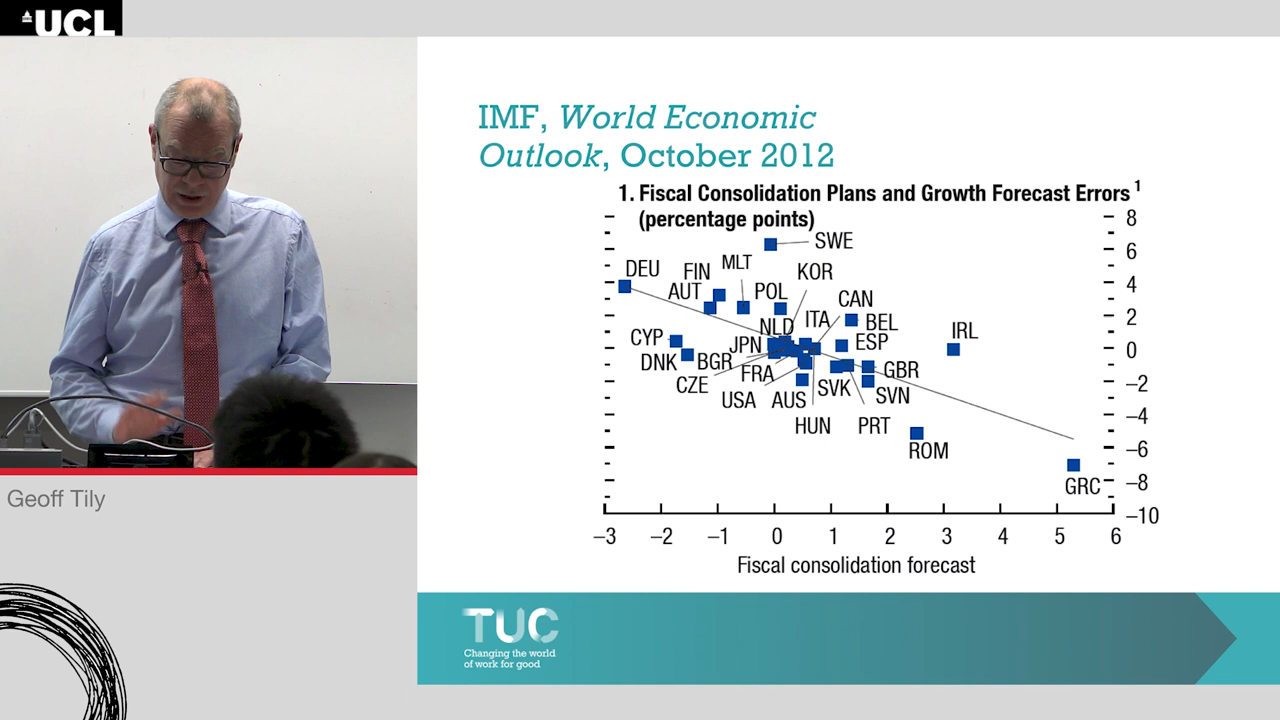 UCL
IMF, World Economic
Outlook, October 2012
1. Fiscal Consolidation Plans and Growth Forecast Errors 1
(percentage points)
8
SWE
6
DEU
FIN
MLT
KOR
4
AUT
POL
CAN
2
NLD
ITA
BEL
IRL
CYP
JPN
ESP
0
DNK
BGR
FRA
GBR
CZE
SVK
–2
USA
AUS
SVN
HUN
PRT
–4
ROM
–6
GRC
–8
–10
–3 –2 –1 0 1 2 3 4 5 6
Fiscal consolidation forecast
Geoff Tily
TUC
Changing the world
of work for good